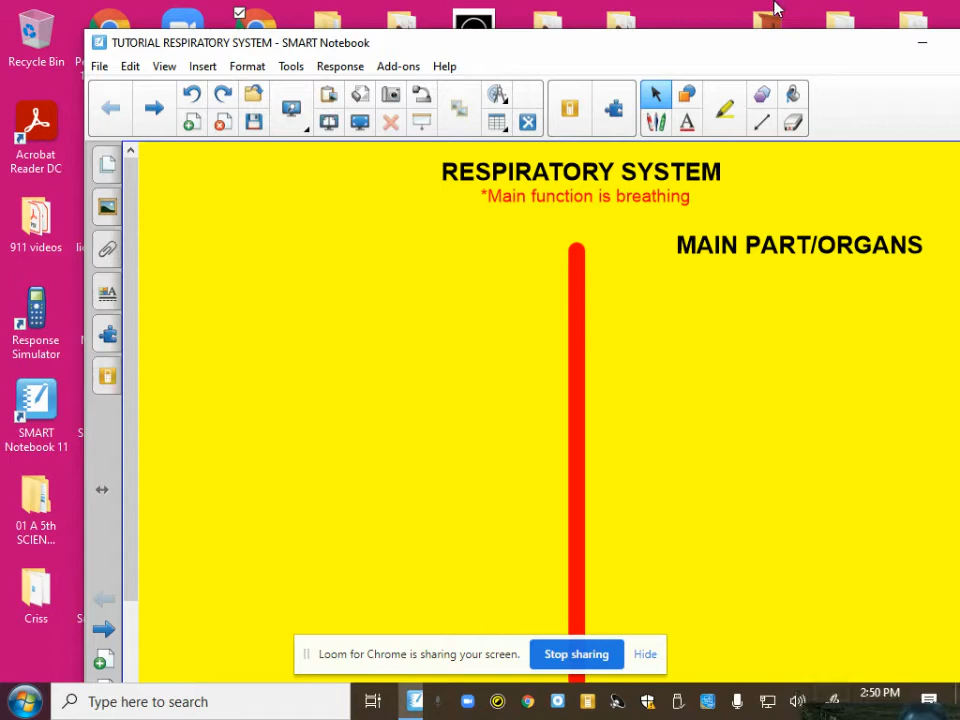 TUTORIAL RESPIRATORY SYSTEM - SMART Notebook
File Edit View Insert Format Tools Response Add-ons Help
Recycle Bin
Acrobat
Reader DC
911 videos
Response
Simulator
SMART
Notebook 11
01 A 5th
SCIEN...
Criss
RESPIRATORY SYSTEM
*Main function is breathing
MAIN PART/ORGANS
Loom for Chrome is sharing your screen. Stop sharing Hide
Type here to search
2:50 PM